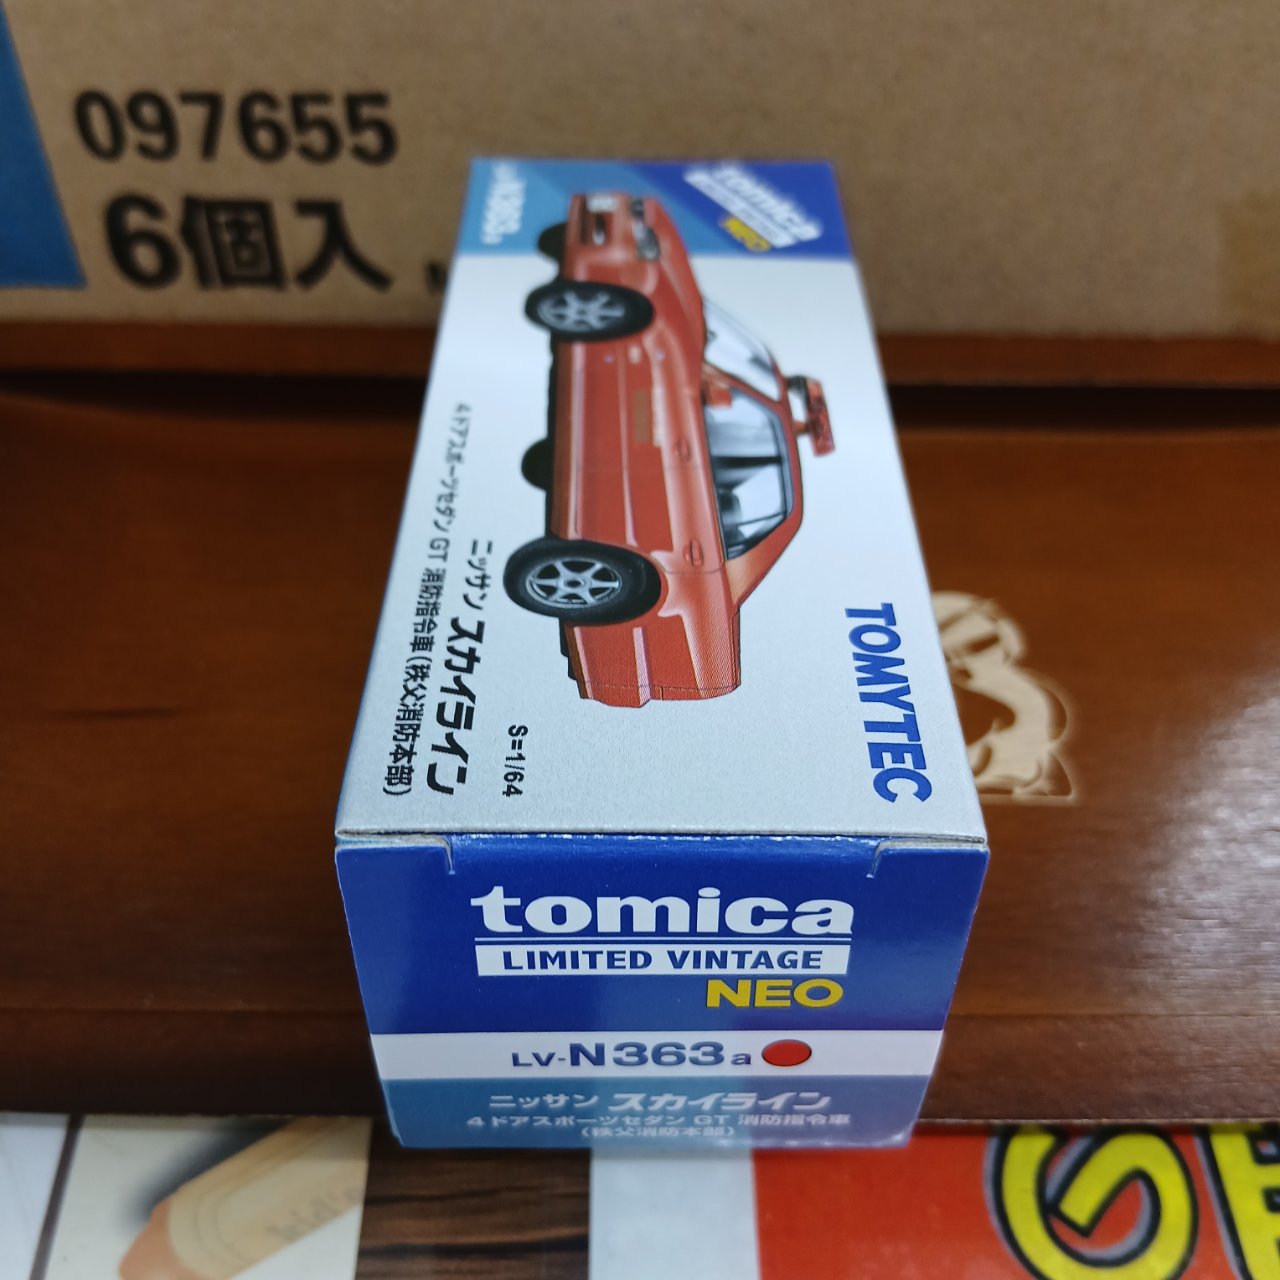 097655
6個入
tomica
NEO
N363a
TOMYTEC
S=1/64
ニッサン スカイライン
4ドアスポーツセダン GT 消防指令車(秩父消防本部)
tomica
LIMITED VINTAGE
NEO
LV-N363a
ニッサン スカイライン
4ドアスポーツセダン GT 消防指令車
(秩父消防本部)